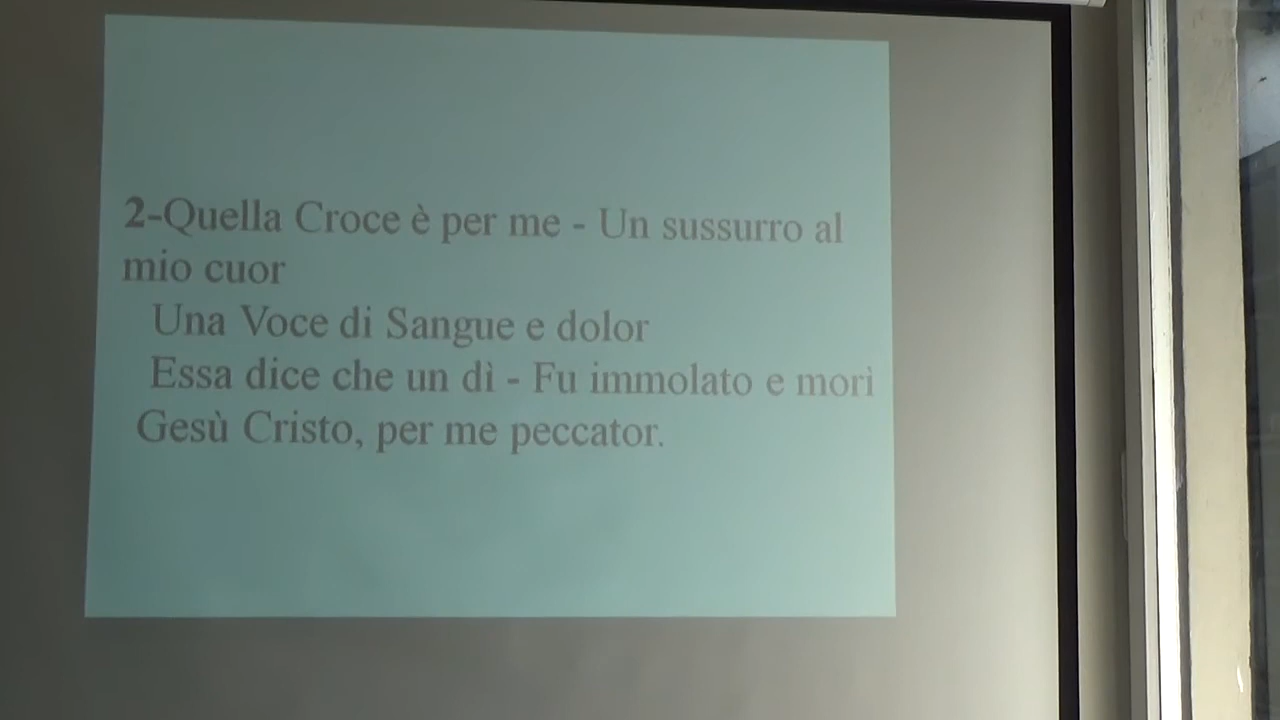 2-Quella Croce è per me - Un sussurro al
mio cuor
Una Voce di Sangue e dolor
Essa dice che un dì - Fu immolato e morì
Gesù Cristo, per me peccator.